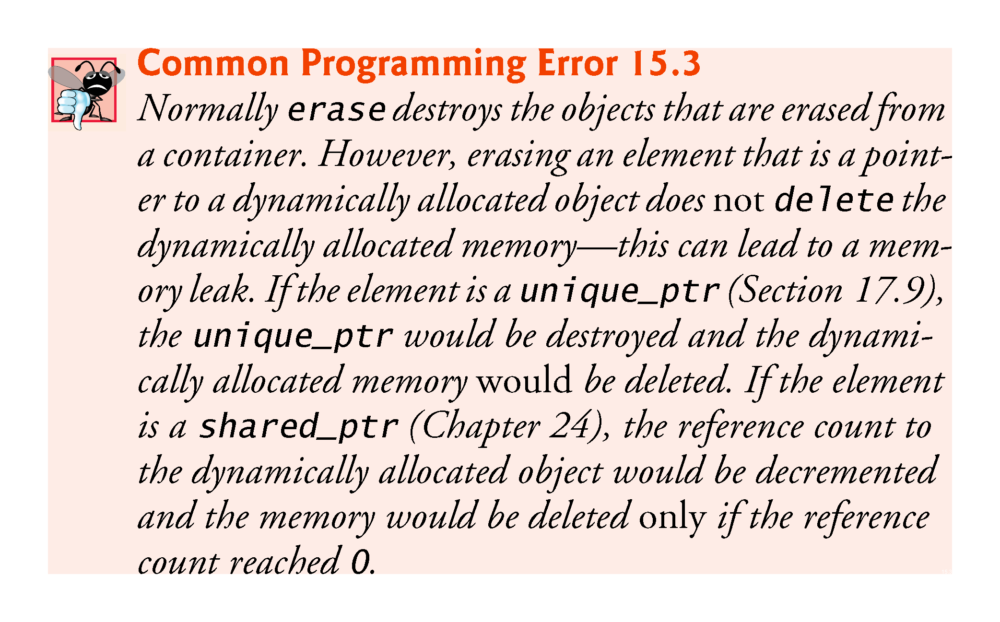 Common Programming Error 15.3
Normally erase destroys the objects that are erased from
a container. However, erasing an element that is a point-
er to a dynamically allocated object does not delete the
dynamically allocated memory—this can lead to a mem-
ory leak. If the element is a unique_ptr (Section 17.9),
the unique_ptr would be destroyed and the dynami-
cally allocated memory would be deleted. If the element
is a shared_ptr (Chapter 24), the reference count to
the dynamically allocated object would be decremented
and the memory would be deleted only if the reference
count reached 0.